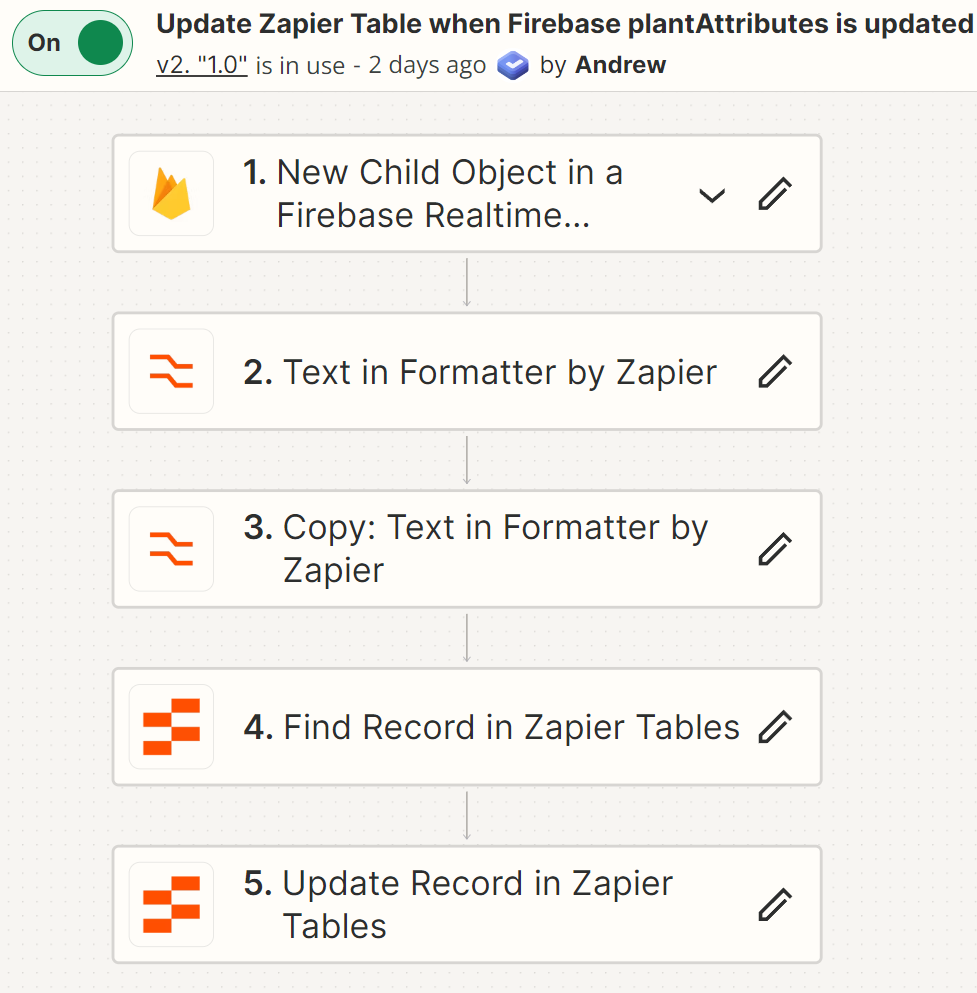 On
Update Zapier Table when Firebase plantAttributes is updated
v2. "1.0" is in use - 2 days ago by Andrew
1. New Child Object in a
Firebase Realtime...
2. Text in Formatter by Zapier
3. Copy: Text in Formatter by
Zapier
4. Find Record in Zapier Tables
5. Update Record in Zapier
Tables